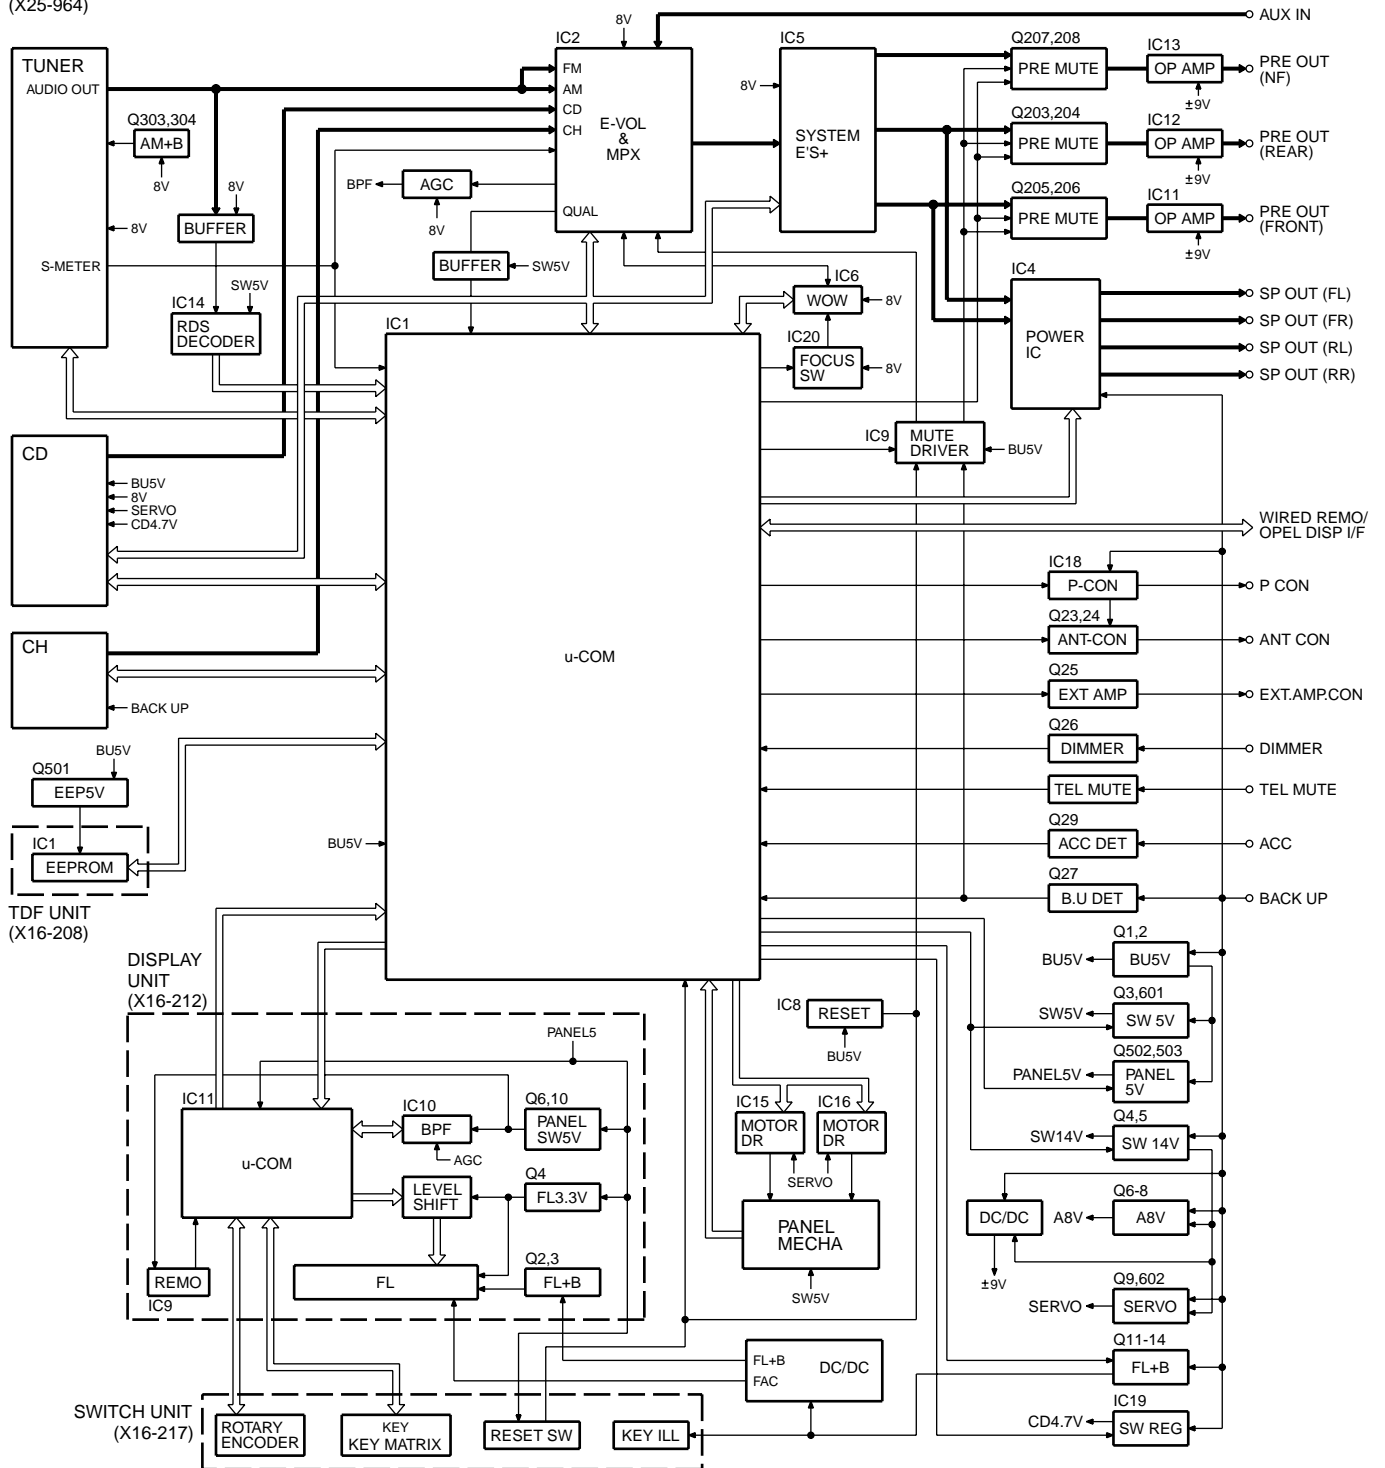 (X25-964)
TUNER
AUDIO OUT
Q303,304
AM+B
8V
8V
BUFFER
8V
S-METER
SW5V
IC14
RDS
DECODER
8V
IC2
FM
AM
CD
CH
E-VOL
&
MPX
QUAL
BPF
AGC
8V
BUFFER
SW5V
IC5
8V
SYSTEM
E'S+
AUX IN
Q207,208
PRE MUTE
IC13
OP AMP
±9V
PRE OUT
(NF)
Q203,204
PRE MUTE
IC12
OP AMP
±9V
PRE OUT
(REAR)
Q205,206
PRE MUTE
IC11
OP AMP
±9V
PRE OUT
(FRONT)
IC6
WOW
8V
IC20
FOCUS
SW
8V
IC4
POWER
IC
SP OUT (FL)
SP OUT (FR)
SP OUT (RL)
SP OUT (RR)
IC9
MUTE
DRIVER
BU5V
CD
BU5V
8V
SERVO
CD4.7V
CH
BACK UP
IC1
u-COM
BU5V
WIRED REMO/
OPEL DISP I/F
IC18
P-CON
P CON
Q23,24
ANT-CON
ANT CON
Q25
EXT AMP
EXT.AMP.CON
Q26
DIMMER
DIMMER
TEL MUTE
TEL MUTE
Q29
ACC DET
ACC
Q27
B.U DET
BACK UP
BU5V
Q501
EEP5V
IC1
EEPROM
TDF UNIT
(X16-208)
DISPLAY
UNIT
(X16-212)
PANEL5
IC11
u-COM
IC10
BPF
AGC
Q6,10
PANEL
SW5V
LEVEL
SHIFT
Q4
FL3.3V
FL
Q2,3
FL+B
REMO
IC9
IC8
RESET
BU5V
IC15
MOTOR
DR
IC16
MOTOR
DR
SERVO
PANEL
MECHA
SW5V
Q1,2
BU5V
BU5V
Q3,601
SW5V
SW 5V
Q502,503
PANEL5V
PANEL
5V
Q4,5
SW14V
SW 14V
DC/DC
±9V
Q6-8
A8V
A8V
Q9,602
SERVO
SERVO
Q11-14
FL+B
IC19
CD4.7V
SW REG
FL+B
FAC
DC/DC
SWITCH UNIT
(X16-217)
ROTARY
ENCODER
KEY
KEY MATRIX
RESET SW
KEY ILL